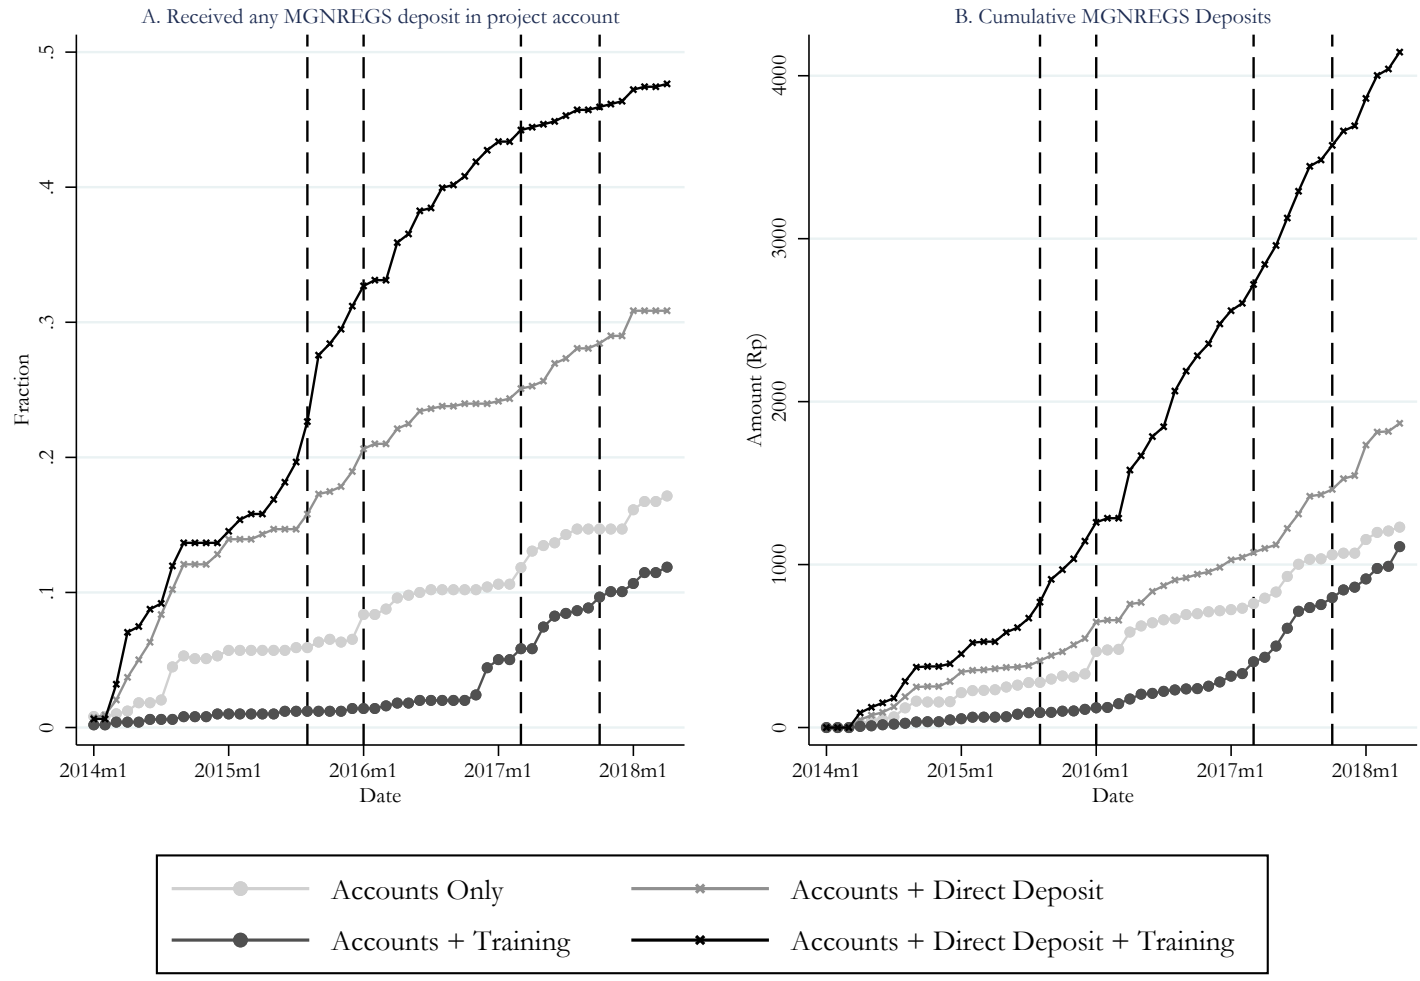 A. Received any MGNREGS deposit in project account
.5
.4
.3
.2
.1
0
Fraction
2014m1 2015m1 2016m1 2017m1 2018m1
Date
B. Cumulative MGNREGS Deposits
4000
3000
2000
1000
0
Amount (Rp)
2014m1 2015m1 2016m1 2017m1 2018m1
Date
Accounts Only
Accounts + Direct Deposit
Accounts + Training
Accounts + Direct Deposit + Training